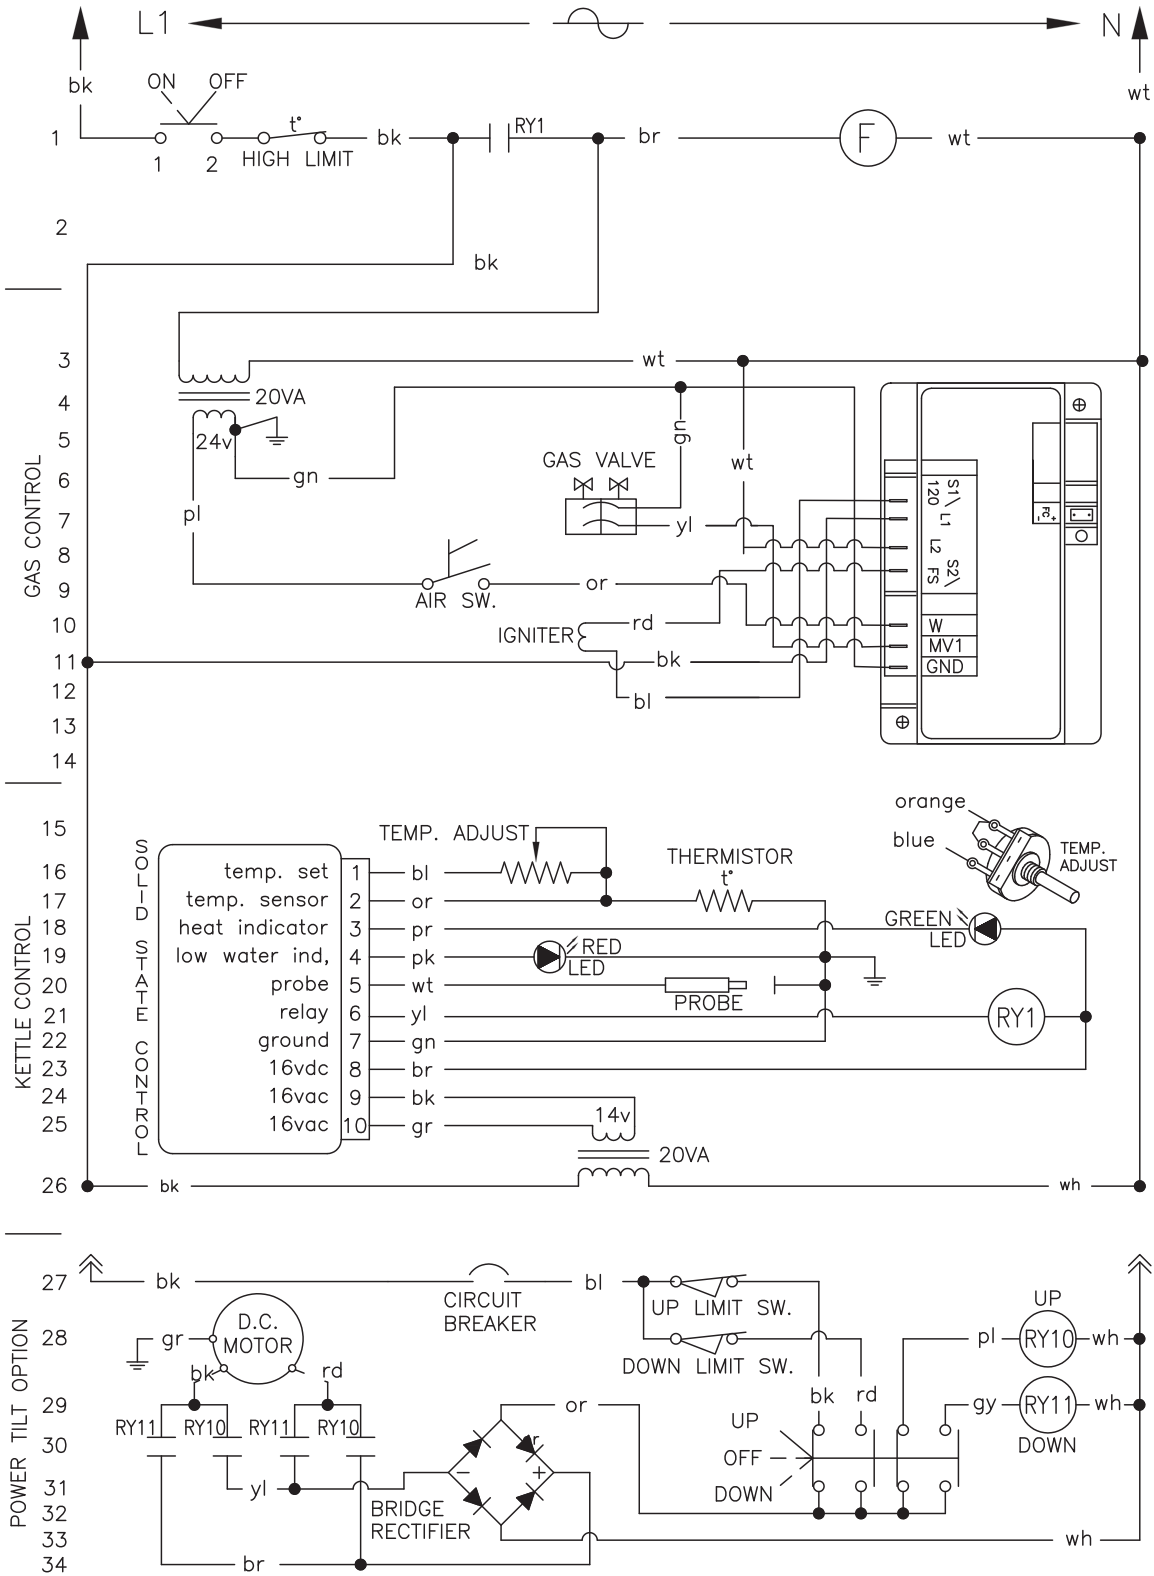 L1
N
bk
wt
ON OFF
1
t°
bk
RY1
br
F
wt
1 2
HIGH LIMIT
2
bk
3
wt
4
20VA
5
24v
gn
GAS VALVE
wt
6
gn
pl
7
yl
8
9
or
AIR SW.
10
IGNITER
rd
11
bk
12
bl
13
14
GAS CONTROL
S1\
120
L1
L2
S2\
FS
W
MV1
GND
FC
+
-
KETTLE CONTROL
SOLID STATE CONTROL
15
TEMP. ADJUST
orange
blue
TEMP.
ADJUST
16
temp. set 1 bl
THERMISTOR
t°
17
temp. sensor 2 or
18
heat indicator 3 pr
GREEN
LED
19
low water ind, 4 pk
RED
LED
20
probe 5 wt
PROBE
21
relay 6 yl
RY1
22
ground 7 gn
23
16vdc 8 br
24
16vac 9 bk
25
16vac 10 gr
14v
20VA
26
bk
wh
POWER TILT OPTION
27
bk
CIRCUIT
BREAKER
bl
UP LIMIT SW.
UP
28
gr
D.C.
MOTOR
DOWN LIMIT SW.
pl
RY10
wh
bk
rd
bk
rd
29
or
gy
RY11
wh
RY11
RY10
RY11
RY10
UP
DOWN
30
r
OFF
-
+
31
yl
DOWN
32
BRIDGE
RECTIFIER
33
wh
34
br